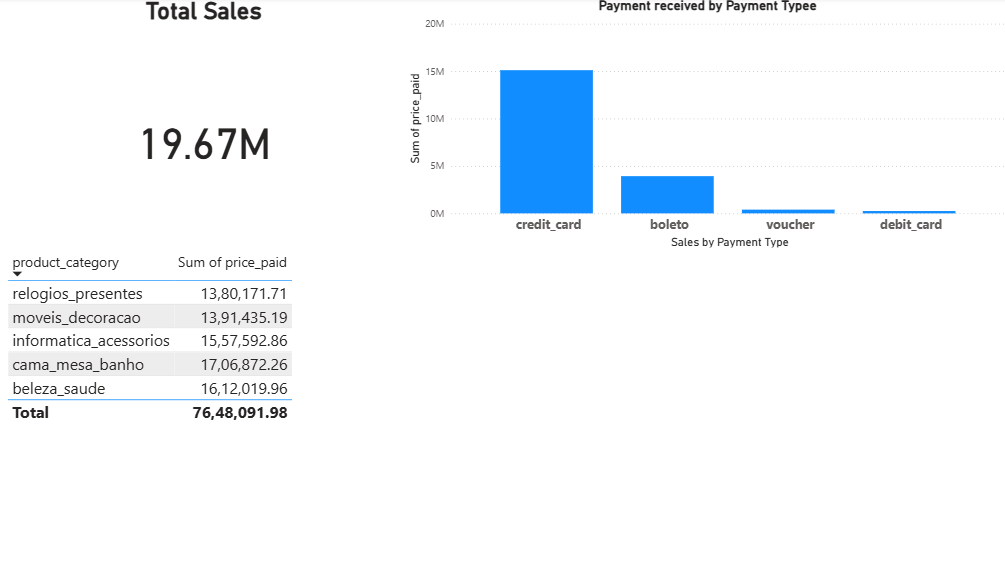 Total Sales
19.67M
Payment received by Payment Typee
Sum of price_paid
20M
15M
10M
5M
0M
credit_card boleto voucher debit_card
Sales by Payment Type
product_category Sum of price_paid
relogios_presentes 13,80,171.71
moveis_decoracao 13,91,435.19
informatica_acessorios 15,57,592.86
cama_mesa_banho 17,06,872.26
beleza_saude 16,12,019.96
Total 76,48,091.98